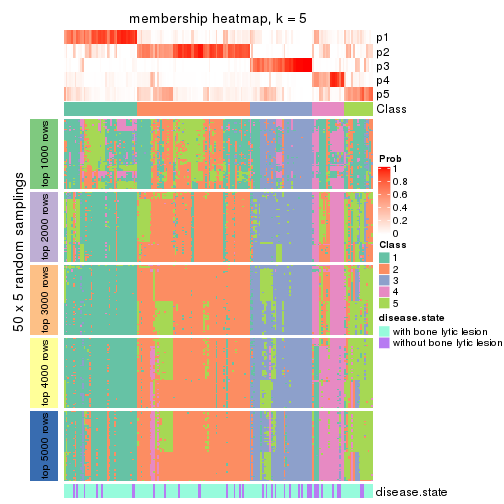 membership heatmap, k = 5
p1
p2
p3
p4
p5
Class
50 x 5 random samplings
top 1000 rows
top 2000 rows
top 3000 rows
top 4000 rows
top 5000 rows
disease.state
Prob
1
0.8
0.6
0.4
0.2
0
Class
1
2
3
4
5
disease.state
with bone lytic lesion
without bone lytic lesion